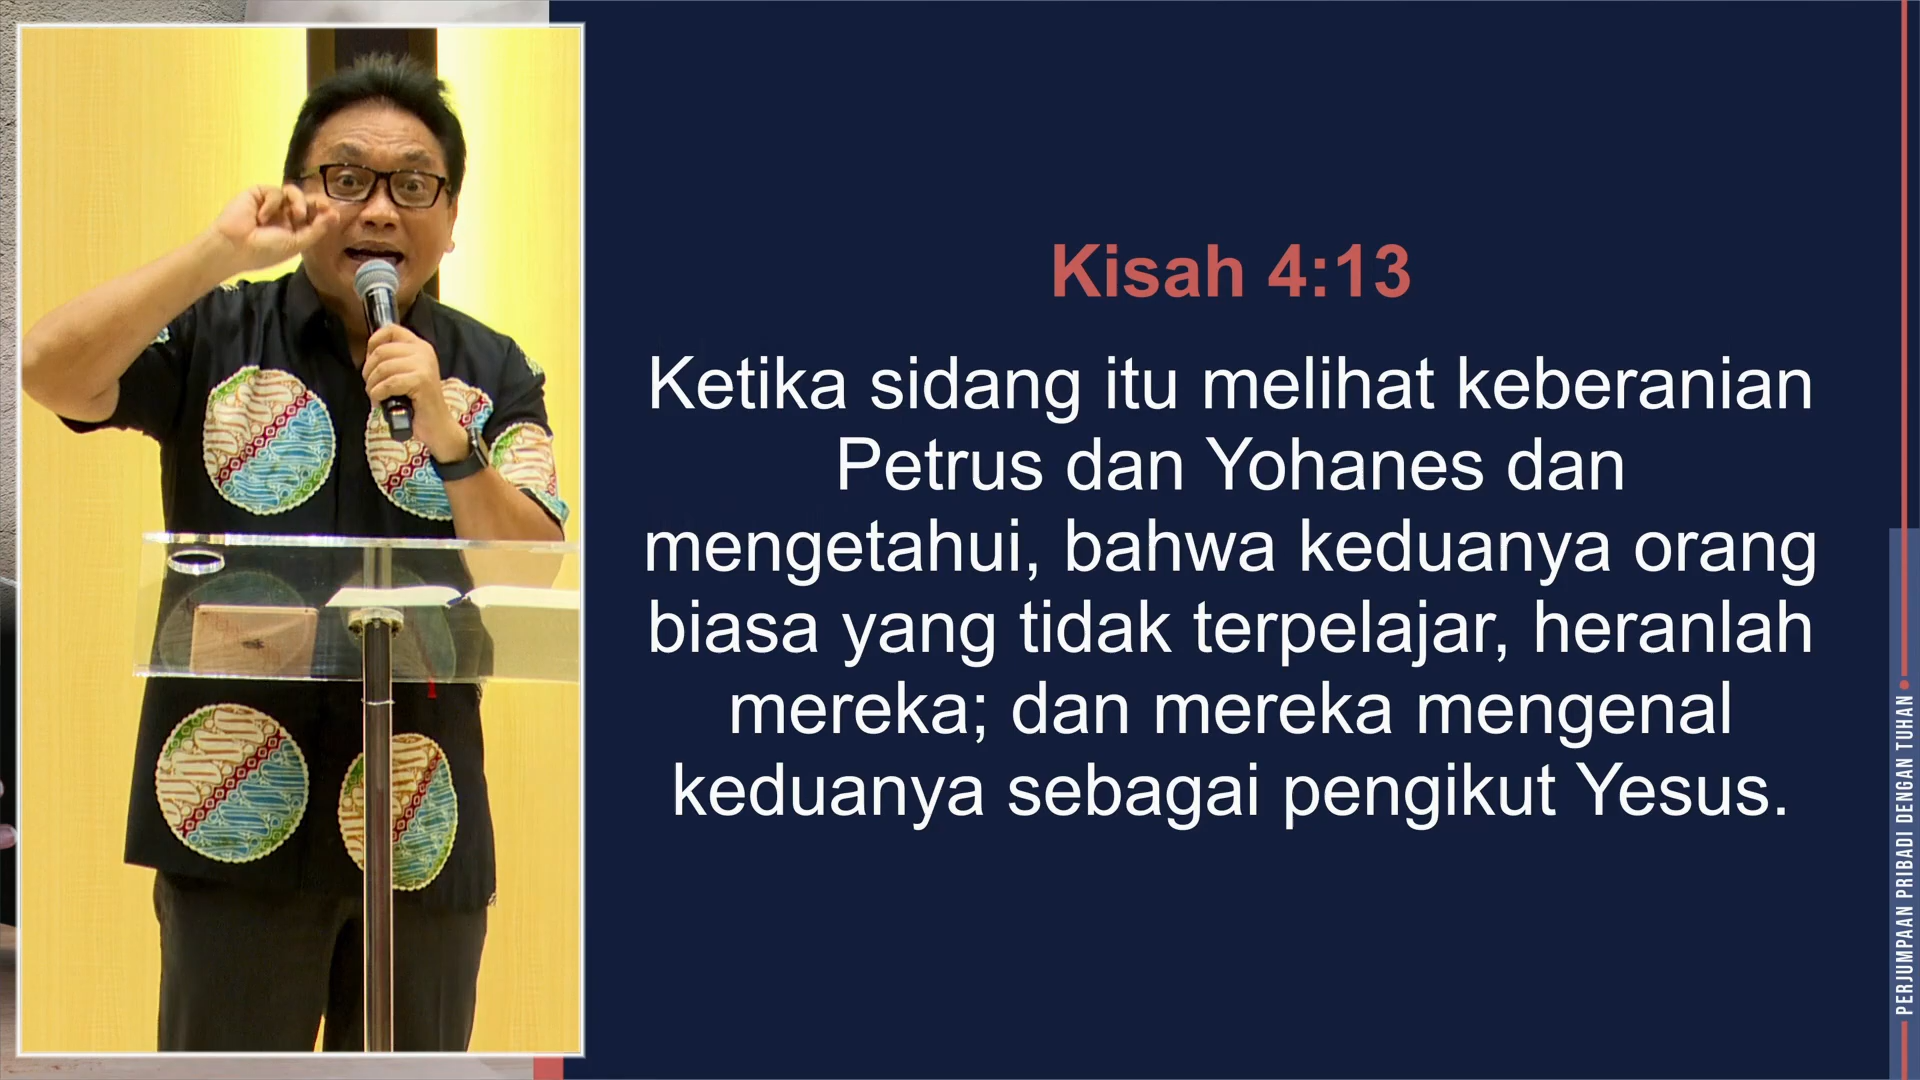 Kisah 4:13
Ketika sidang itu melihat keberanian
Petrus dan Yohanes dan
mengetahui, bahwa keduanya orang
biasa yang tidak terpelajar, heranlah
mereka; dan mereka mengenal
keduanya sebagai pengikut Yesus.
PERJUMPAAN PRIBADI DENGAN TUHAN